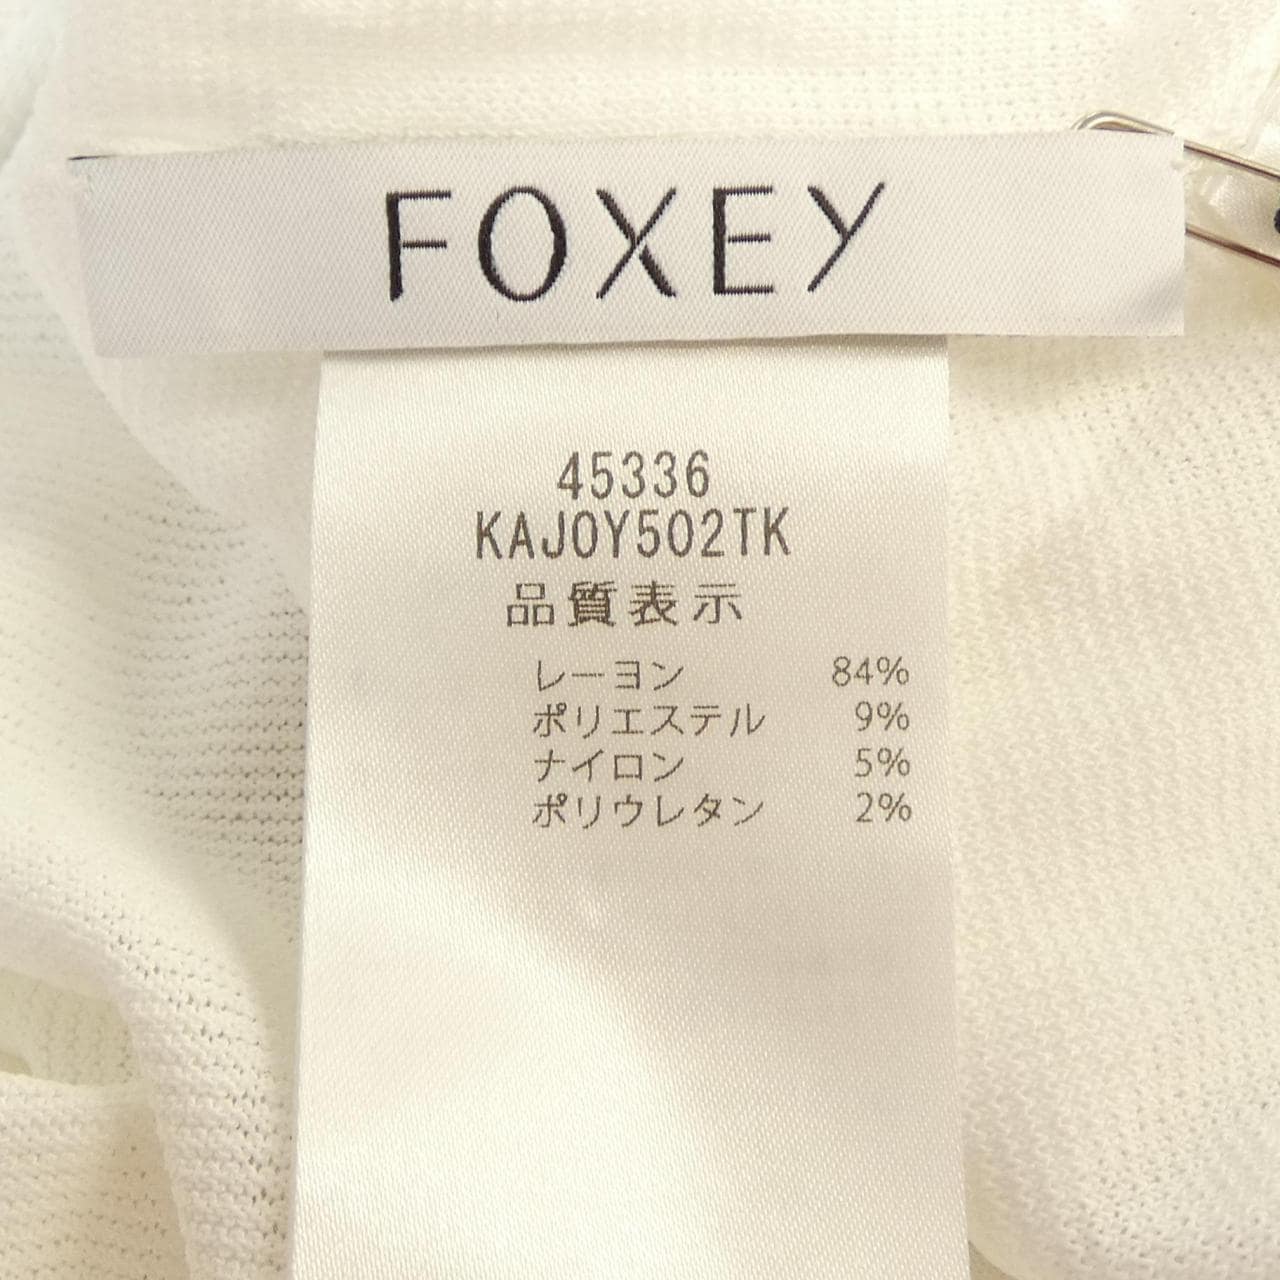 FOXEY
45336
KAJOY502TK
品質表示
レーヨン 84%
ポリエステル 9%
ナイロン 5%
ポリウレタン 2%